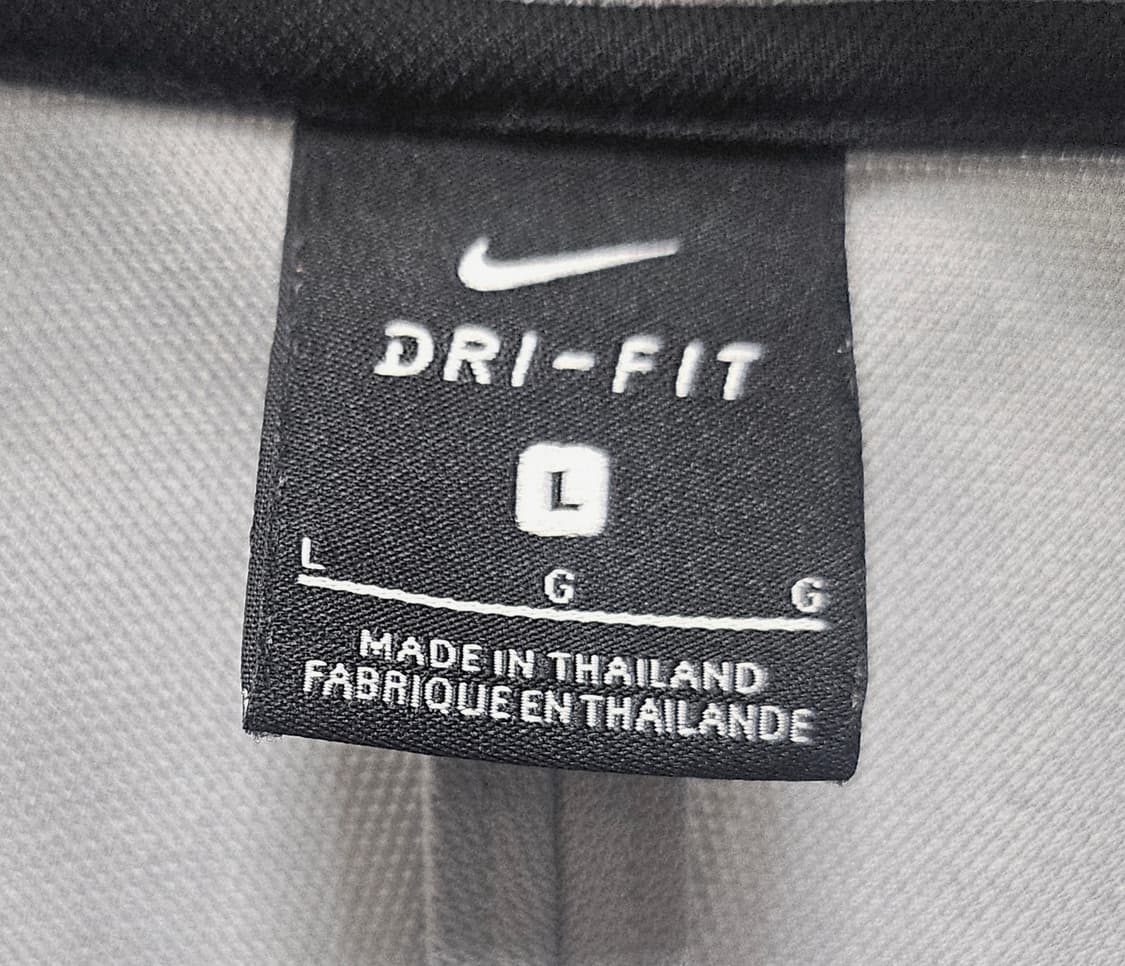 DRI-FIT
L
L G G
MADE IN THAILAND
FABRIQUE EN THAILANDE